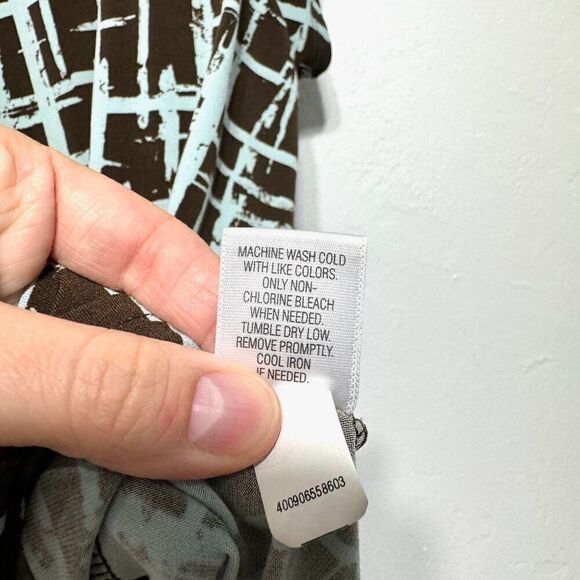 MACHINE WASH COLD
WITH LIKE COLORS.
ONLY NON-
CHLORINE BLEACH
WHEN NEEDED.
TUMBLE DRY LOW.
REMOVE PROMPTLY.
COOL IRON
IF NEEDED.
400906558603